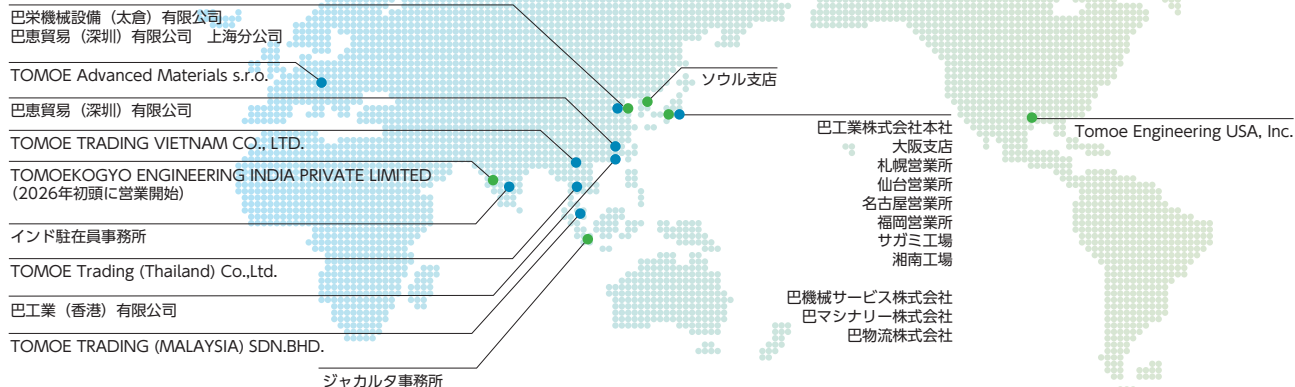 巴栄機械設備（太倉）有限公司
巴恵貿易（深圳）有限公司　上海分公司
TOMOE Advanced Materials s.r.o.
巴恵貿易（深圳）有限公司
TOMOE TRADING VIETNAM CO., LTD.
TOMOEKOGYO ENGINEERING INDIA PRIVATE LIMITED
（2026年初頭に営業開始）
インド駐在員事務所
TOMOE Trading (Thailand) Co.,Ltd.
巴工業（香港）有限公司
TOMOE TRADING (MALAYSIA) SDN.BHD.
ジャカルタ事務所
ソウル支店
巴工業株式会社本社
大阪支店
札幌営業所
仙台営業所
名古屋営業所
福岡営業所
サガミ工場
湘南工場
巴機械サービス株式会社
巴マシナリー株式会社
巴物流株式会社
Tomoe Engineering USA, Inc.